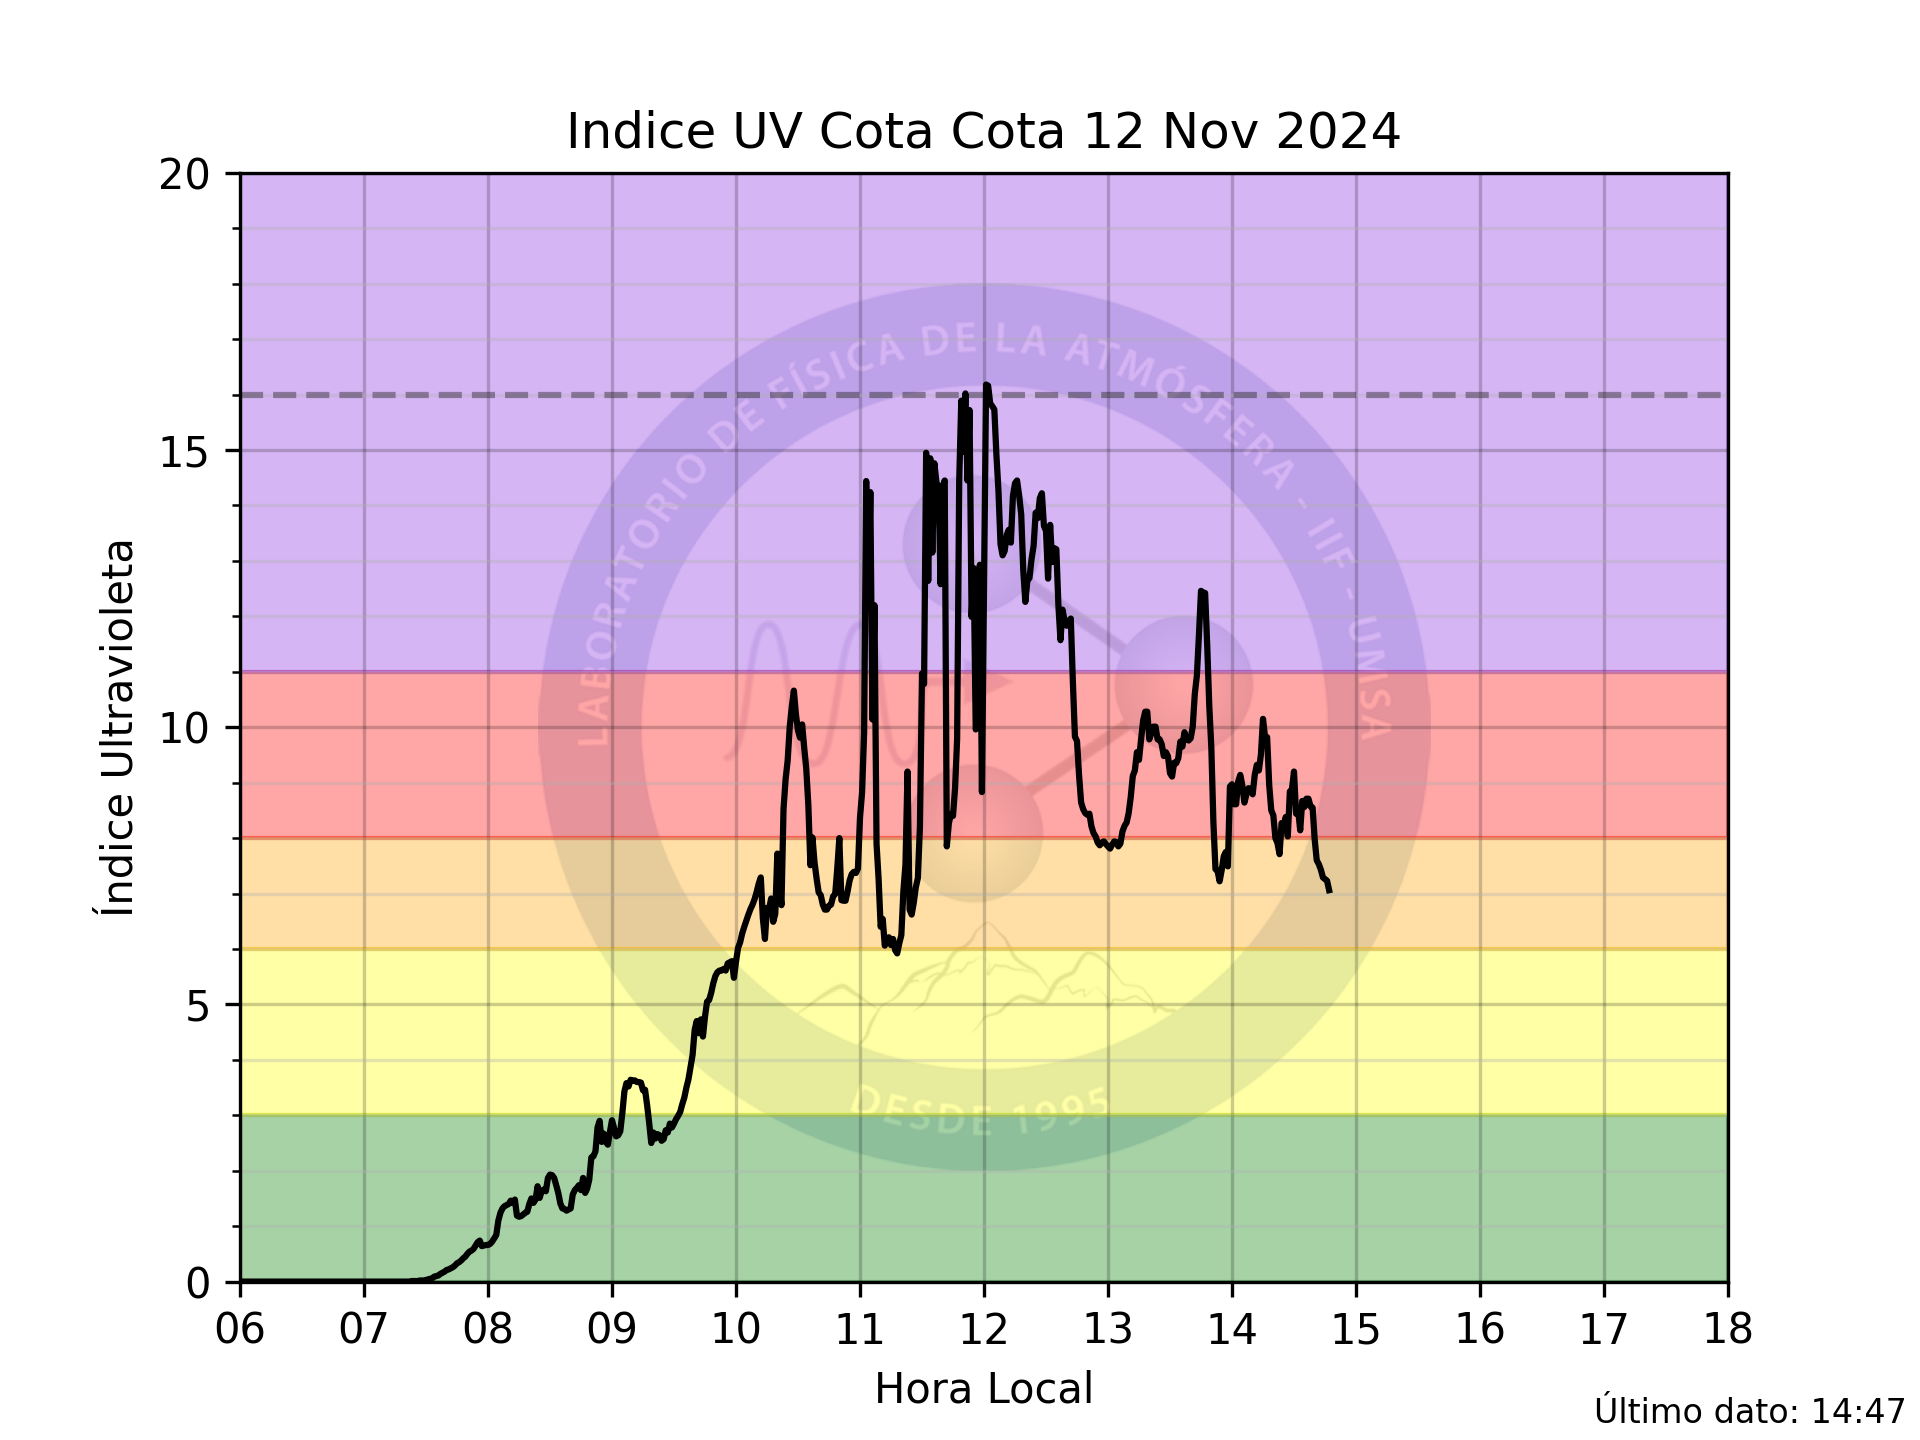 Indice UV Cota Cota 12 Nov 2024
20
15
10
5
0
Índice Ultravioleta
LABORATORIO DE FÍSICA DE LA ATMÓSFERA - IIF - UMSA
DESDE 1995
06 07 08 09 10 11 12 13 14 15 16 17 18
Hora Local
Último dato: 14:47